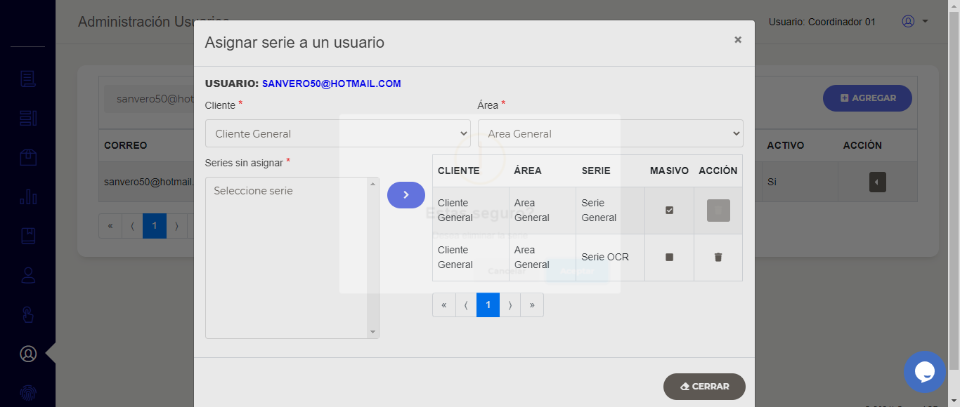 Administración Usuarios
Usuario: Coordinador 01
Asignar serie a un usuario
×
USUARIO: SANVERO50@HOTMAIL.COM
Cliente *
Área *
Cliente General
Area General
sanvero50@hot
AGREGAR
Series sin asignar *
Seleccione serie
CLIENTE ÁREA SERIE MASIVO ACCIÓN
Cliente General Area General Serie General
Cliente General Area General Serie OCR
« ⟨ 1 ⟩ »
CORREO
ACTIVO
ACCIÓN
sanvero50@hotmail.
Si
« ⟨ 1 ⟩
CERRAR